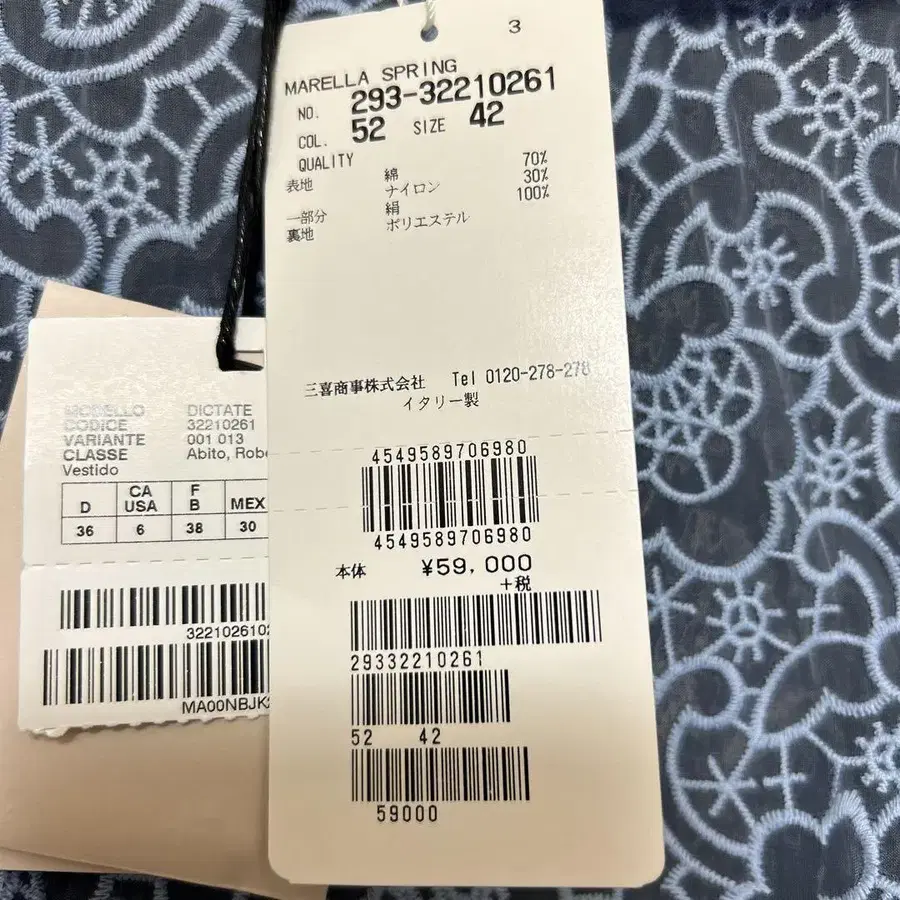 3
MARELLA SPRING
NO. 293-32210261
COL. 52 SIZE 42
QUALITY
表地 綿 70%
ナイロン 30%
一部分 絹 100%
裏地 ポリエステル
三喜商事株式会社 Tel 0120-278-278
イタリー製
4549589706980
4549589706980
本体 ¥59,000
+税
29332210261
52 42
59000
MODELLO DICTATE
CODICE 32210261
VARIANTE 001 013
CLASSE Abito, Robe
Vestido
D CA USA F B MEX
36 6 38 30
322102610
MA00NBJK